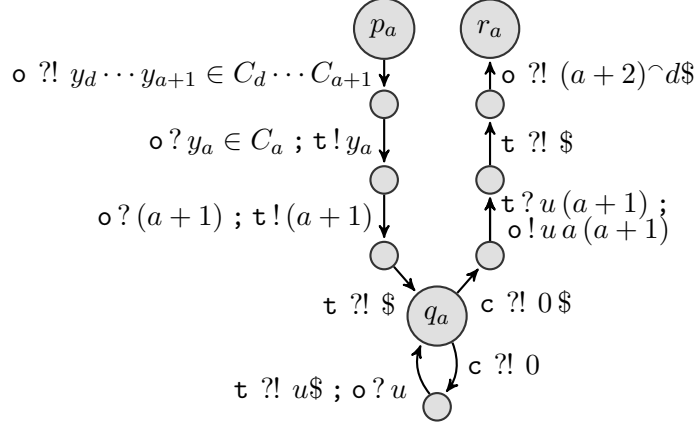 p_a
r_a
o ?! y_d ⋯ y_{a+1} ∈ C_d ⋯ C_{a+1}
o ?! (a + 2)⌢d$
o ? y_a ∈ C_a ; t ! y_a
t ?! $
o ? (a + 1) ; t ! (a + 1)
t ? u (a + 1) ;
o ! u a (a + 1)
t ?! $
q_a
c ?! 0 $
c ?! 0
t ?! u$ ; o ? u